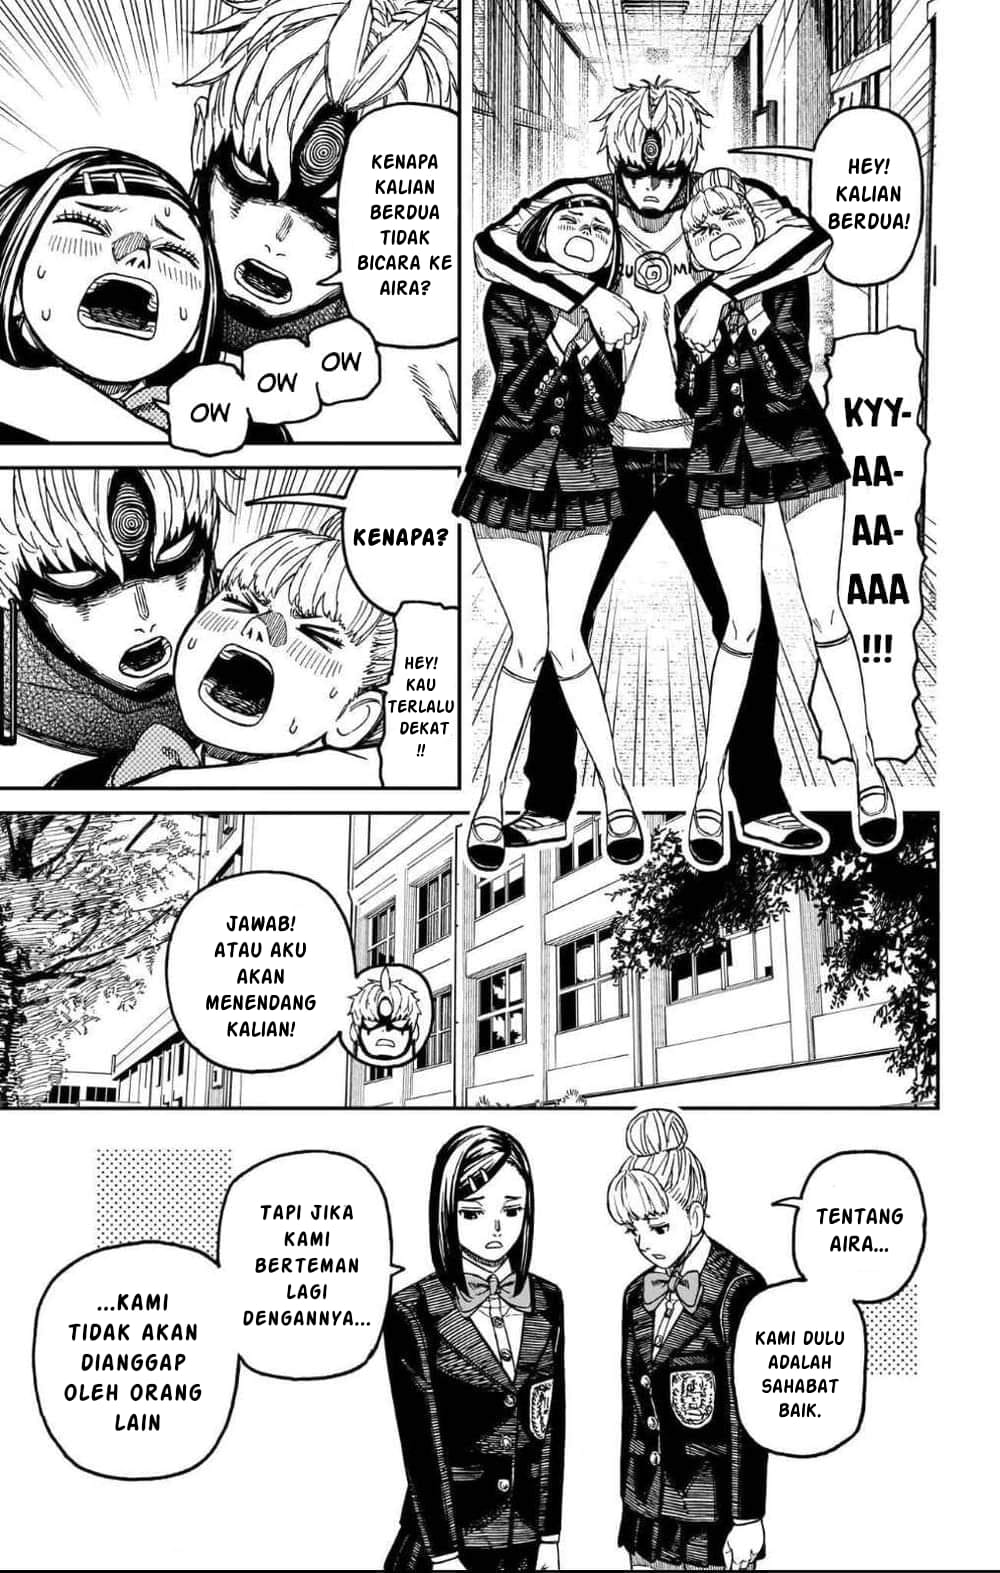 HEY!
KALIAN
BERDUA!
KYY-
AA-
AA-
AAA
!!!
KENAPA
KALIAN
BERDUA
TIDAK
BICARA KE
AIRA?
OW
OW
OW
KENAPA?
HEY!
KAU
TERLALU
DEKAT
!!
JAWAB!
ATAU AKU
AKAN
MENENDANG
KALIAN!
TENTANG
AIRA...
KAMI DULU
ADALAH
SAHABAT
BAIK.
TAPI JIKA
KAMI
BERTEMAN
LAGI
DENGANNYA...
...KAMI
TIDAK AKAN
DIANGGAP
OLEH ORANG
LAIN